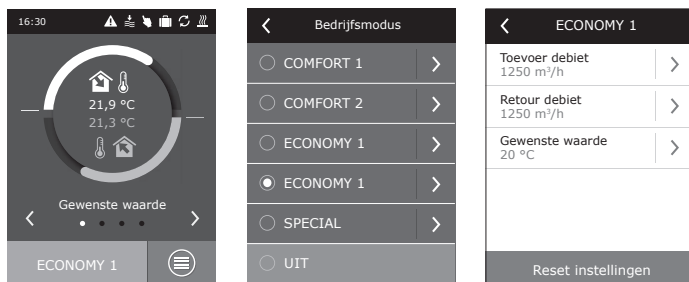 16:30
21,9 °C
21,3 °C
Gewenste waarde
ECONOMY 1
Bedrijfsmodus
COMFORT 1
COMFORT 2
ECONOMY 1
ECONOMY 1
SPECIAL
UIT
ECONOMY 1
Toevoer debiet
1250 m³/h
Retour debiet
1250 m³/h
Gewenste waarde
20 °C
Reset instellingen